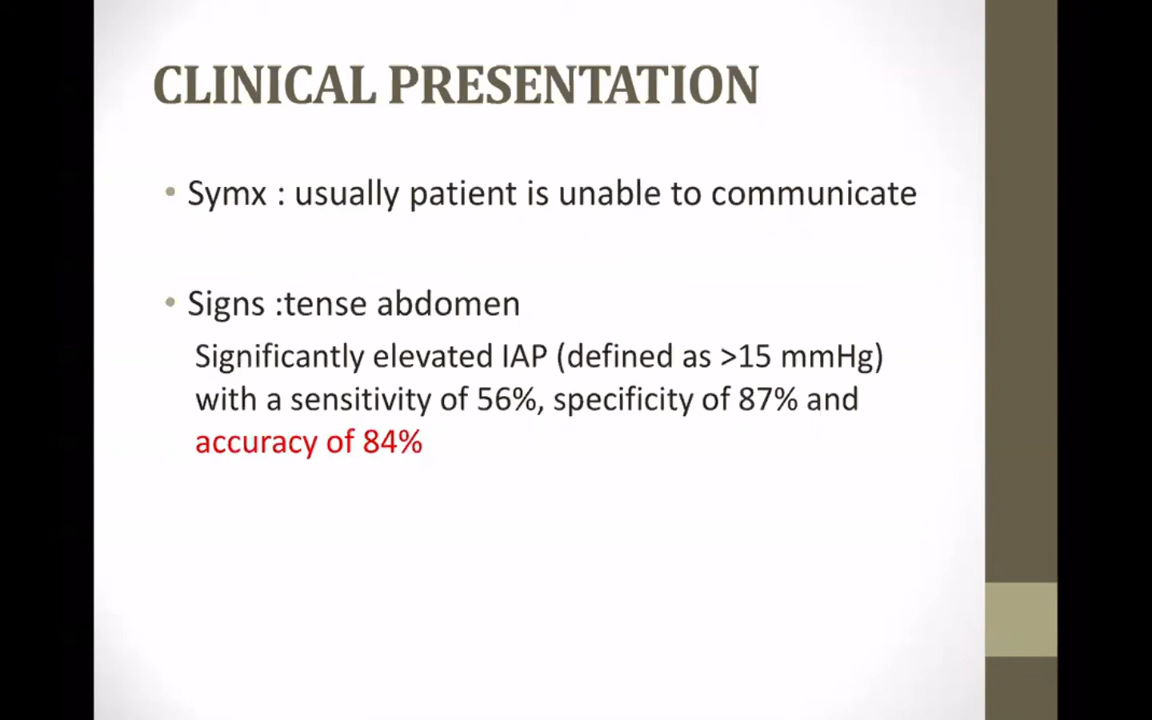 CLINICAL PRESENTATION
• Symx : usually patient is unable to communicate
• Signs :tense abdomen
Significantly elevated IAP (defined as >15 mmHg)
with a sensitivity of 56%, specificity of 87% and
accuracy of 84%